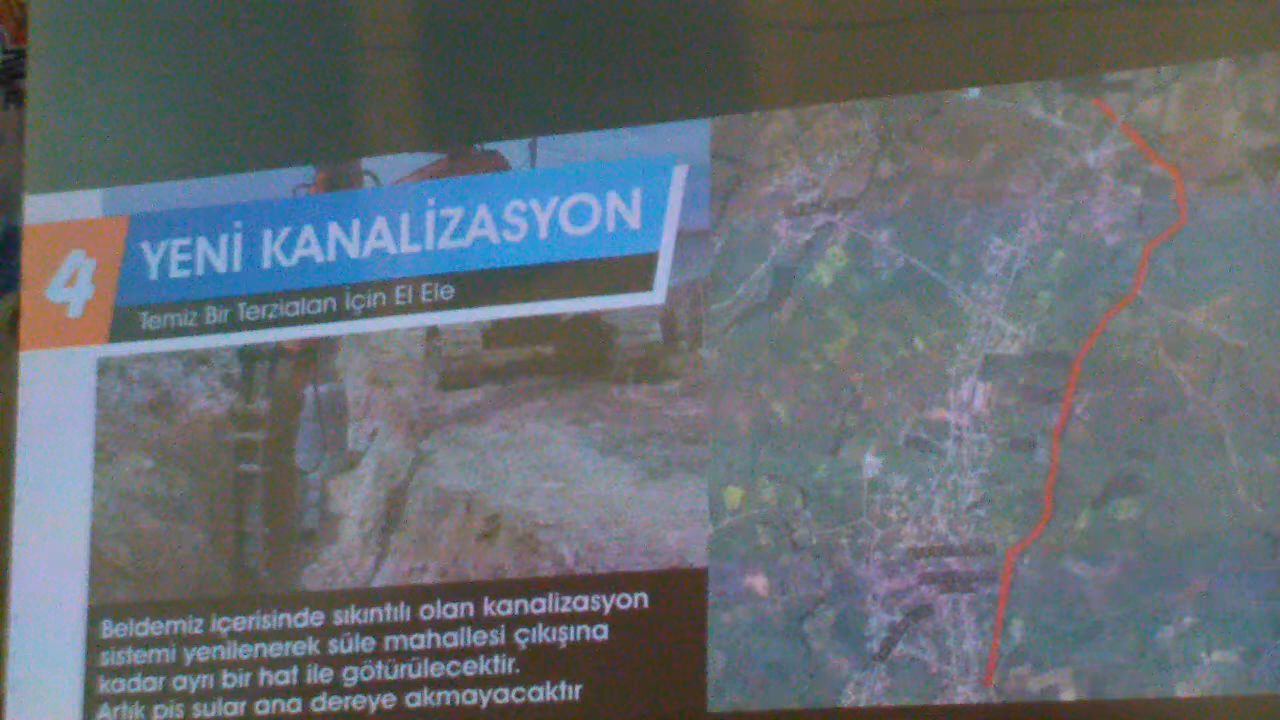 4
YENİ KANALİZASYON
Temiz Bir Terzialan İçin El Ele
Beldemiz içerisinde sıkıntılı olan kanalizasyon
sistemi yenilenerek süle mahallesi çıkışına
kadar ayrı bir hat ile götürülecektir.
Artık pis sular ana dereye akmayacaktır